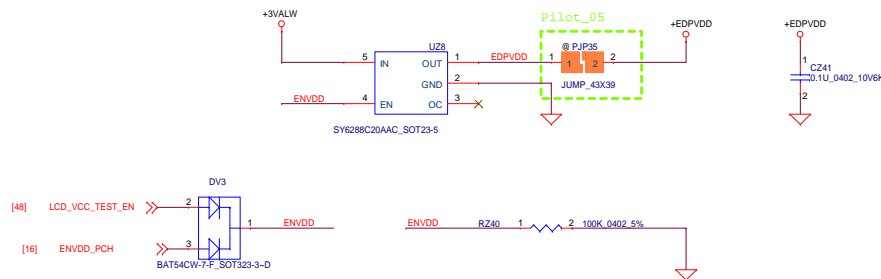 Pilot_05
+3VALW
+EDPVDD
+EDPVDD
UZ8
@ PJP35
5 IN OUT 1 EDPVDD 1 1 2 2
1
CZ41
0.1U_0402_10V6K
GND 2
JUMP_43X39
2
ENVDD 4 EN OC 3
SY6288C20AAC_SOT23-5
DV3
[48] LCD_VCC_TEST_EN 2
1 ENVDD
ENVDD RZ40 1 2 100K_0402_5%
[16] ENVDD_PCH 3
BAT54CW-7-F_SOT323-3~D